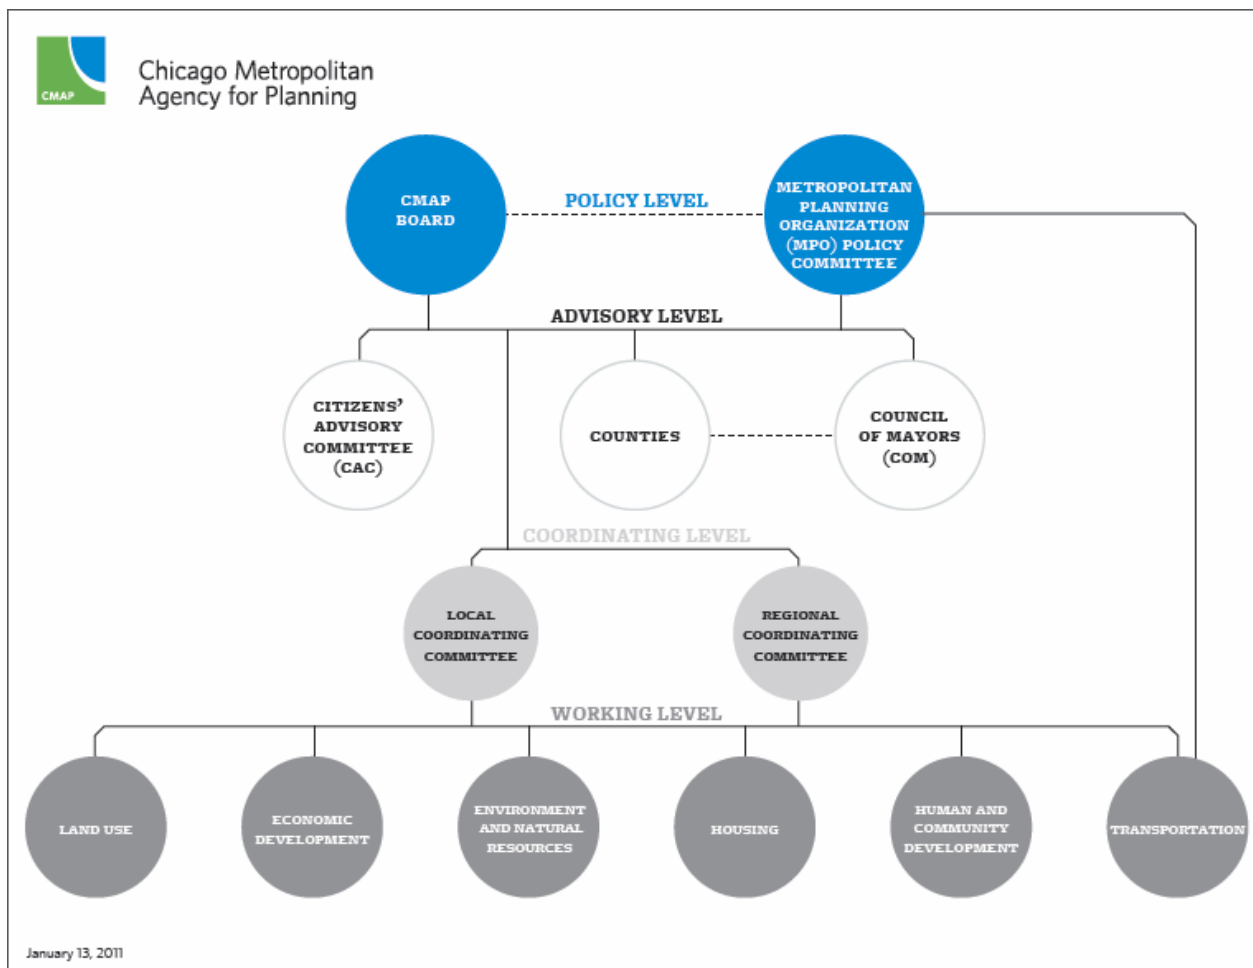 CMAP
Chicago Metropolitan
Agency for Planning
CMAP
BOARD
POLICY LEVEL
METROPOLITAN
PLANNING
ORGANIZATION
(MPO) POLICY
COMMITTEE
ADVISORY LEVEL
CITIZENS’
ADVISORY
COMMITTEE
(CAC)
COUNTIES
COUNCIL
OF MAYORS
(COM)
COORDINATING LEVEL
LOCAL
COORDINATING
COMMITTEE
REGIONAL
COORDINATING
COMMITTEE
WORKING LEVEL
LAND USE
ECONOMIC
DEVELOPMENT
ENVIRONMENT
AND NATURAL
RESOURCES
HOUSING
HUMAN AND
COMMUNITY
DEVELOPMENT
TRANSPORTATION
January 13, 2011